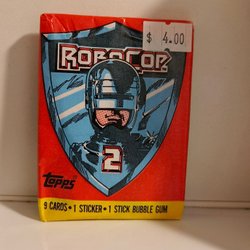 $ 4.00
ROBOCOP
2
Topps
9 CARDS • 1 STICKER • 1 STICK BUBBLE GUM